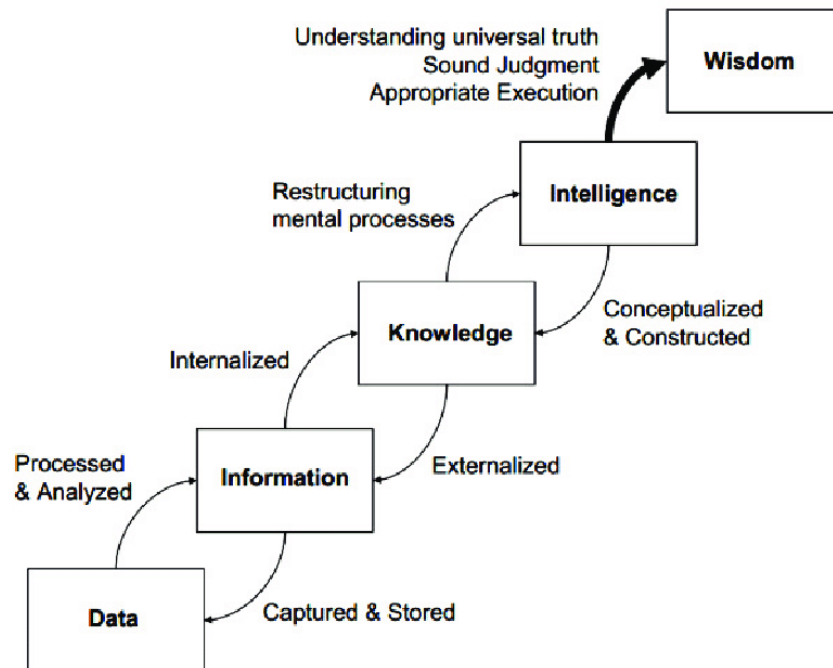 Understanding universal truth
Sound Judgment
Appropriate Execution
Wisdom
Restructuring
mental processes
Intelligence
Conceptualized
& Constructed
Knowledge
Internalized
Externalized
Processed
& Analyzed
Information
Captured & Stored
Data